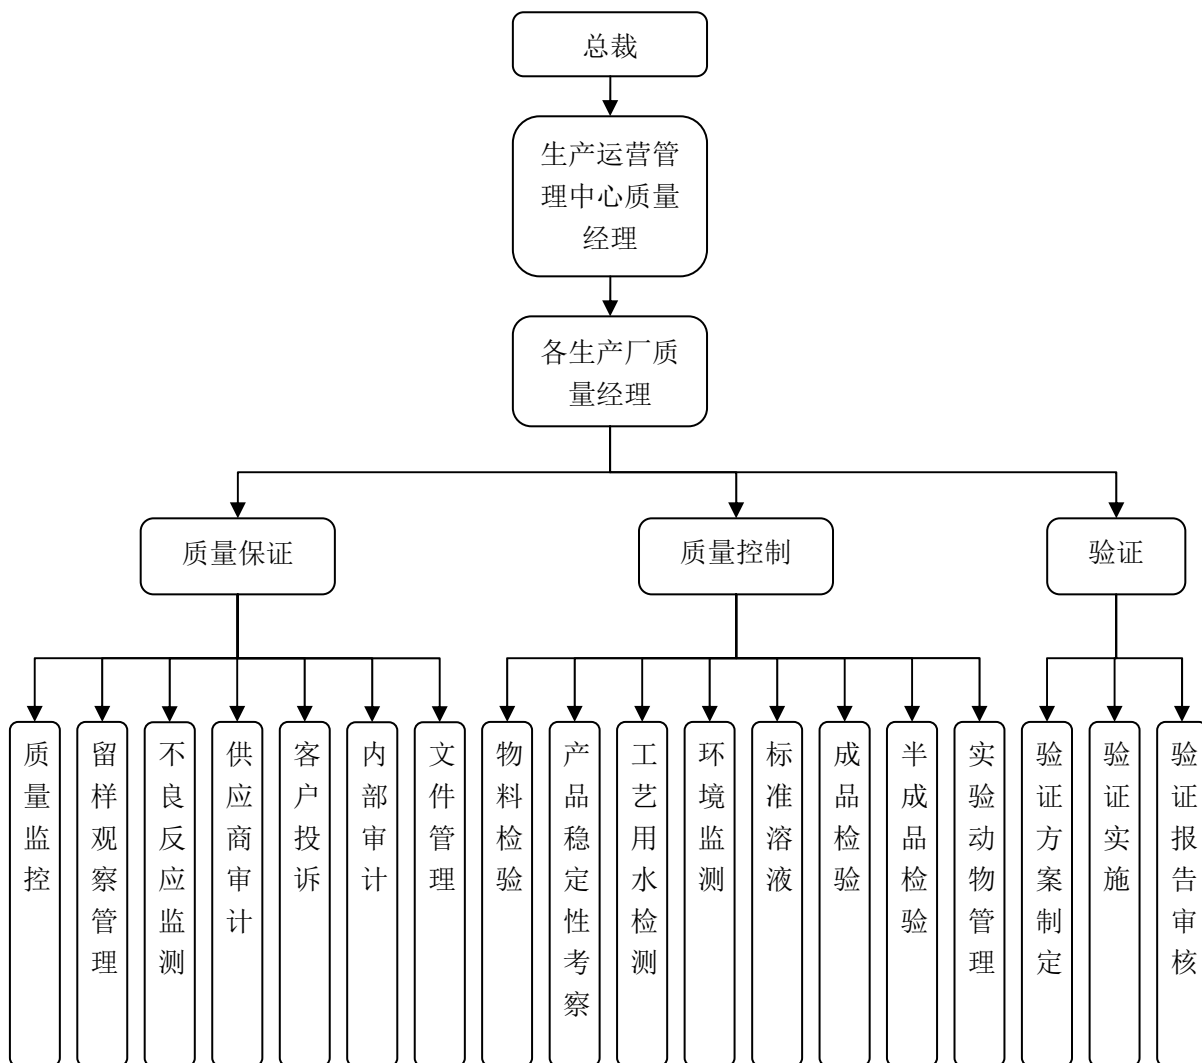 总裁
生产运营管
理中心质量
经理
各生产厂质
量经理
质量保证
质量控制
验证
质量监控
留样观察管理
不良反应监测
供应商审计
客户投诉
内部审计
文件管理
物料检验
产品稳定性考察
工艺用水检测
环境监测
标准溶液
成品检验
半成品检验
实验动物管理
验证方案制定
验证实施
验证报告审核